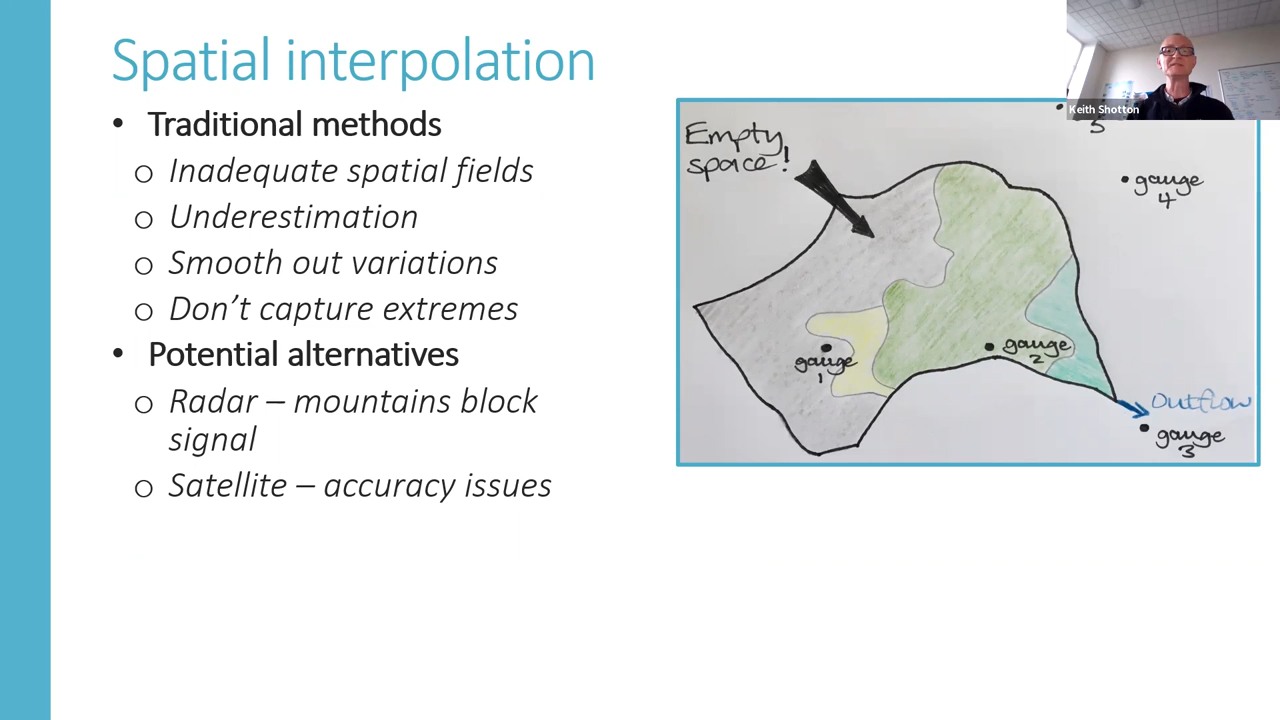 Spatial interpolation
• Traditional methods
o Inadequate spatial fields
o Underestimation
o Smooth out variations
o Don’t capture extremes
• Potential alternatives
o Radar – mountains block
signal
o Satellite – accuracy issues
Empty
space!
gauge
1
gauge
2
Outflow
gauge
3
gauge
4
5
Keith Shotton